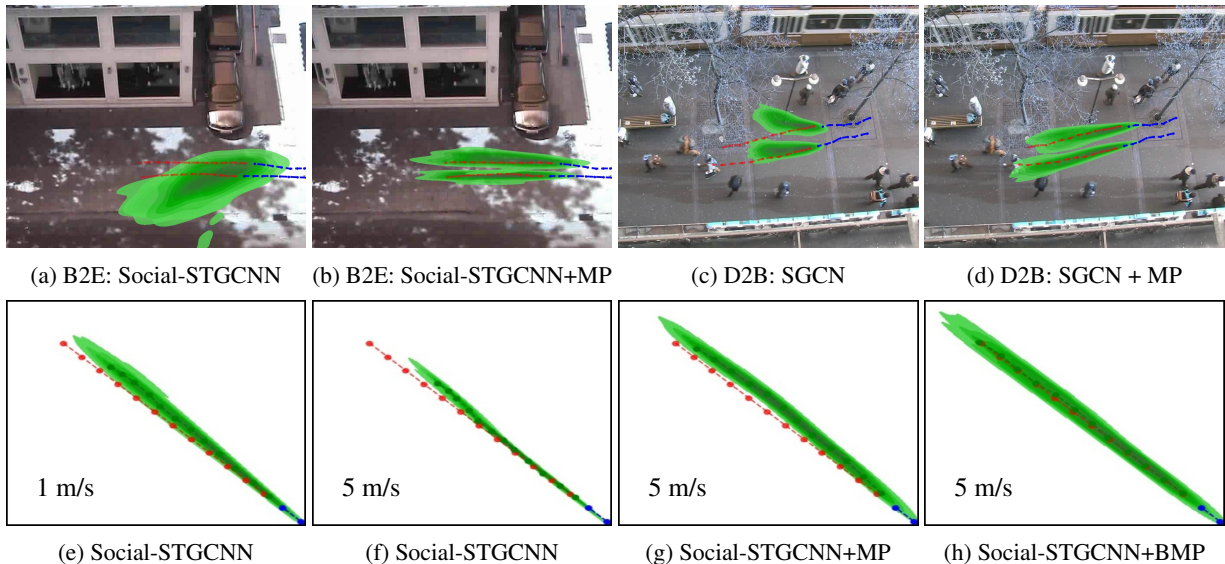 (a) B2E: Social-STGCNN
(b) B2E: Social-STGCNN+MP
(c) D2B: SGCN
(d) D2B: SGCN + MP
1 m/s
5 m/s
5 m/s
5 m/s
(e) Social-STGCNN
(f) Social-STGCNN
(g) Social-STGCNN+MP
(h) Social-STGCNN+BMP